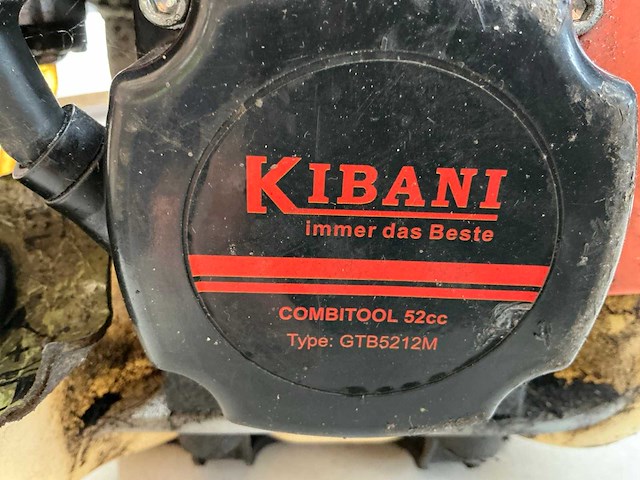 KIBANI
immer das Beste
COMBITOOL 52cc
Type: GTB5212M